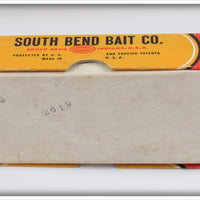 SOUTH BEND BAIT CO.
SOUTH BEND INDIANA, U.S.A.
PROTECTED BY U.S. AND FOREIGN PATENTS
MADE IN U.S.A.
2619